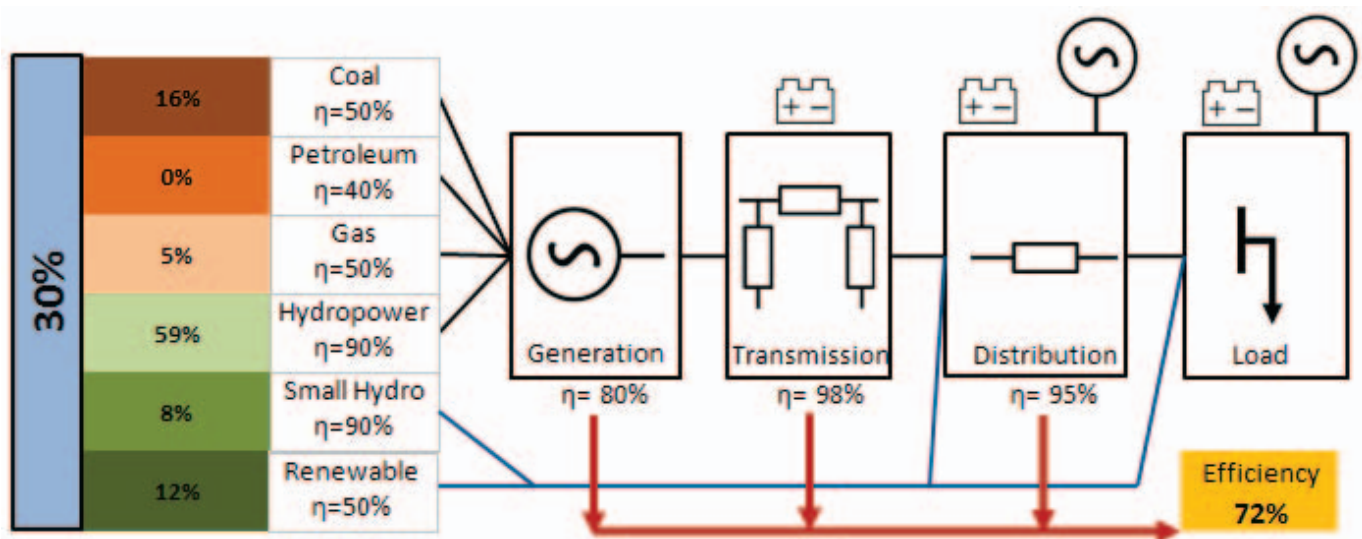 30%
16%
Coal
η=50%
0%
Petroleum
η=40%
5%
Gas
η=50%
59%
Hydropower
η=90%
8%
Small Hydro
η=90%
12%
Renewable
η=50%
Generation
η= 80%
+ −
Transmission
η= 98%
+ −
Distribution
η= 95%
+ −
Load
Efficiency
72%